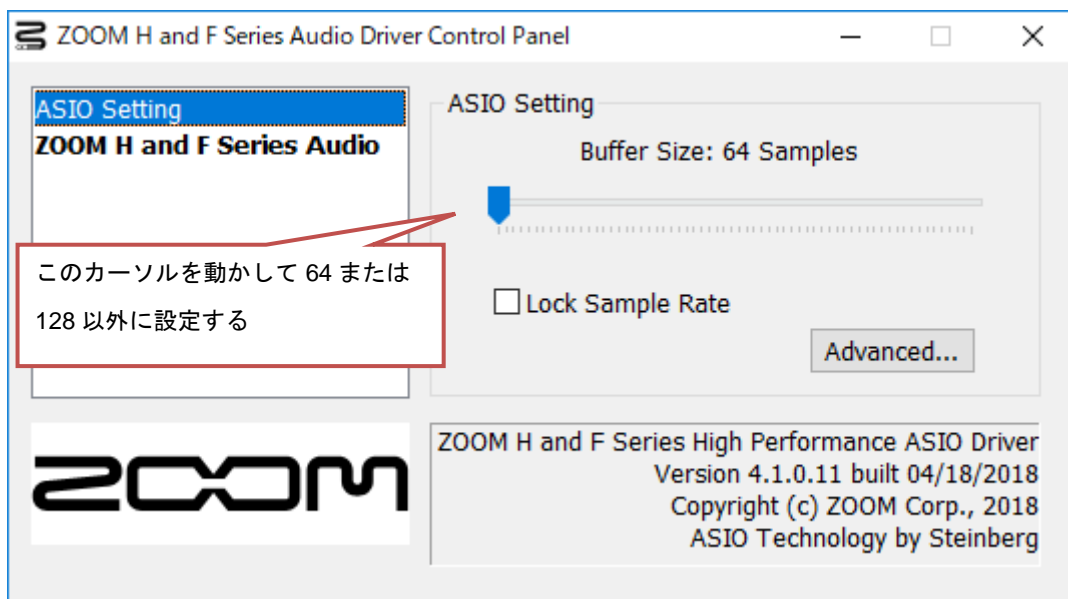 ZOOM H and F Series Audio Driver Control Panel
ASIO Setting
ZOOM H and F Series Audio
ASIO Setting
Buffer Size: 64 Samples
このカーソルを動かして 64 または
128 以外に設定する
Lock Sample Rate
Advanced...
ZOOM
ZOOM H and F Series High Performance ASIO Driver
Version 4.1.0.11 built 04/18/2018
Copyright (c) ZOOM Corp., 2018
ASIO Technology by Steinberg